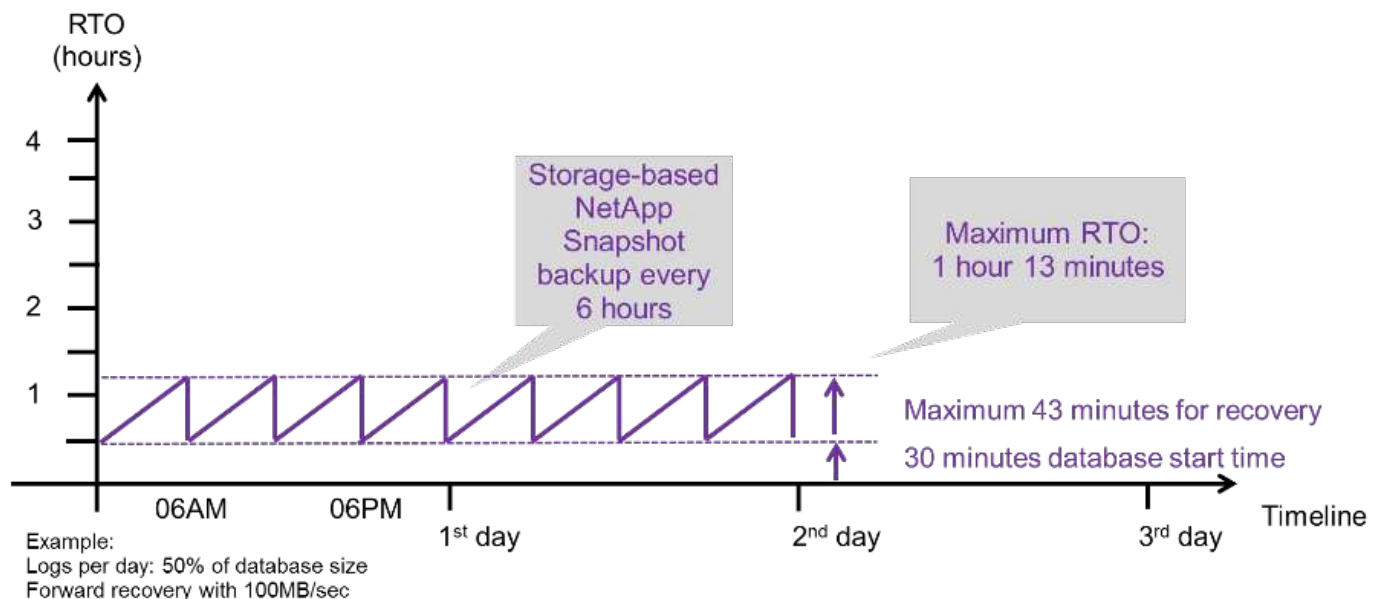 RTO
(hours)
4
3
2
1
Storage-based
NetApp
Snapshot
backup every
6 hours
Maximum RTO:
1 hour 13 minutes
Maximum 43 minutes for recovery
30 minutes database start time
06AM
06PM
1st day
2nd day
3rd day
Timeline
Example:
Logs per day: 50% of database size
Forward recovery with 100MB/sec